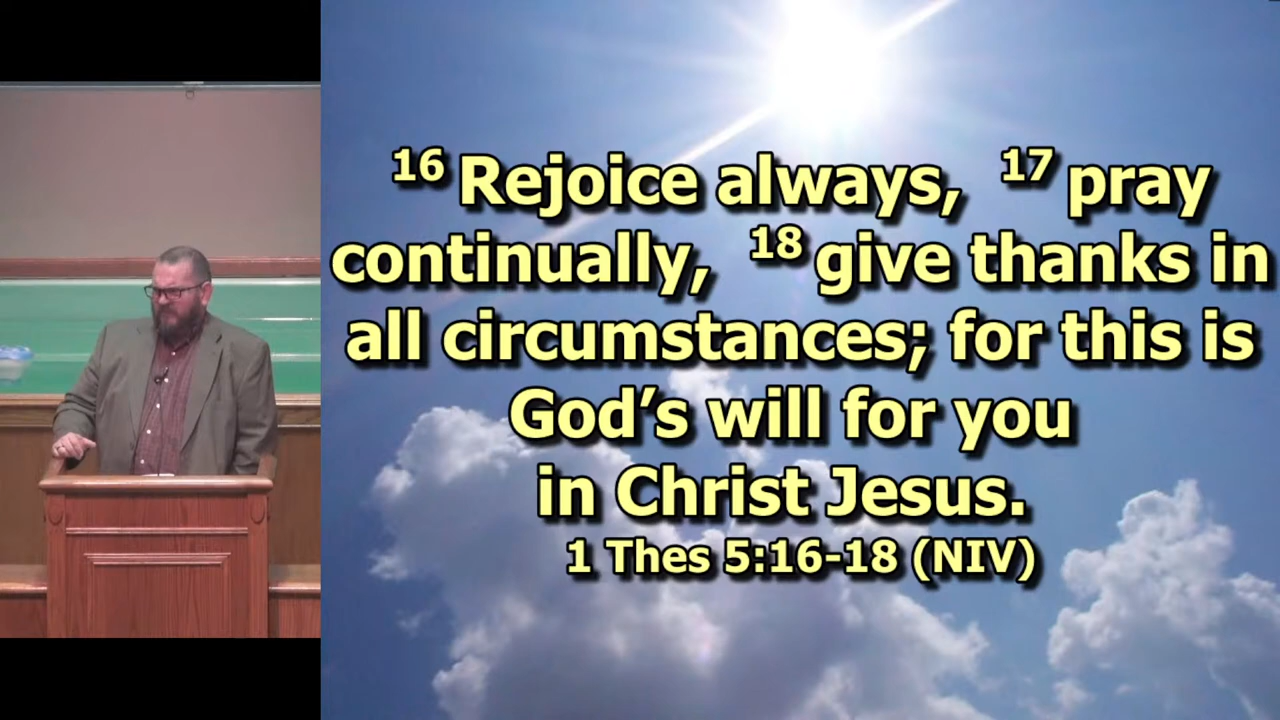 16 Rejoice always, 17 pray
continually, 18 give thanks in
all circumstances; for this is
God’s will for you
in Christ Jesus.
1 Thes 5:16-18 (NIV)